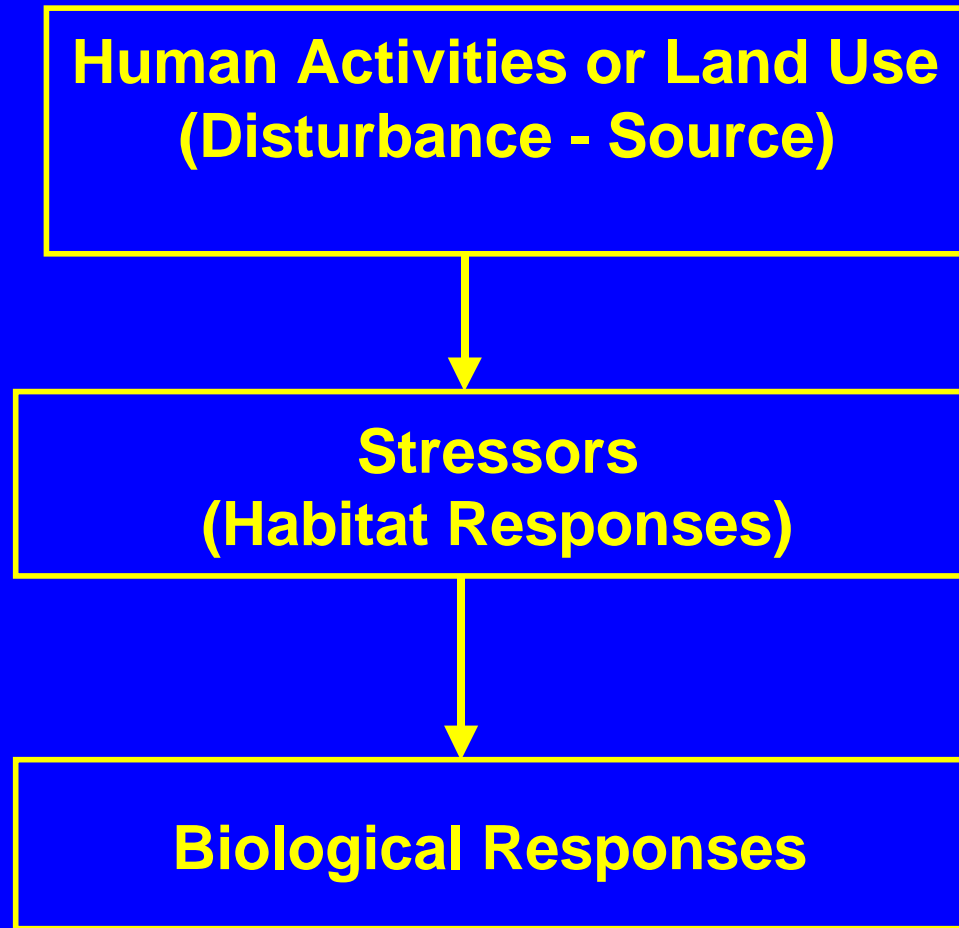 Human Activities or Land Use
(Disturbance - Source)
Stressors
(Habitat Responses)
Biological Responses